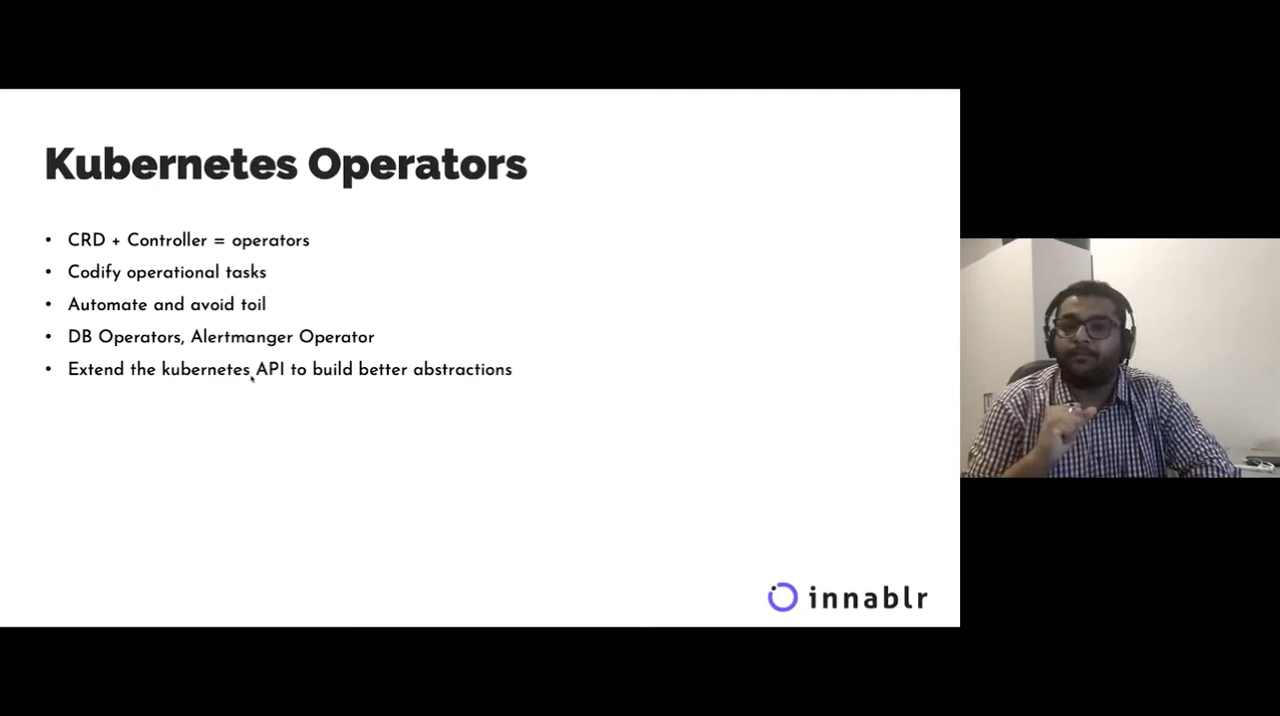 Kubernetes Operators
• CRD + Controller = operators
• Codify operational tasks
• Automate and avoid toil
• DB Operators, Alertmanger Operator
• Extend the kubernetes API to build better abstractions
innablr